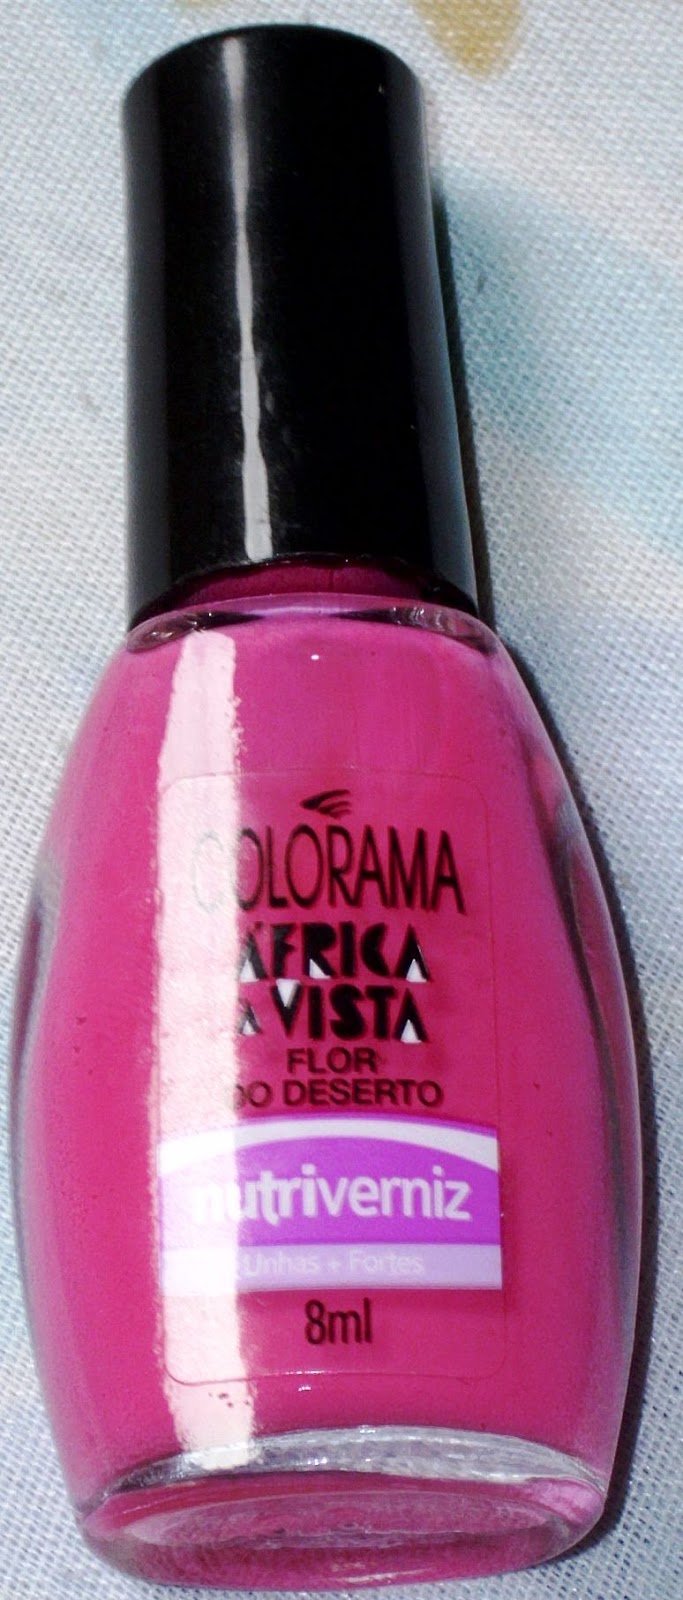 COLORAMA
ÁFRICA
À VISTA
FLOR
DO DESERTO
nutriverniz
Unhas + Fortes
8ml